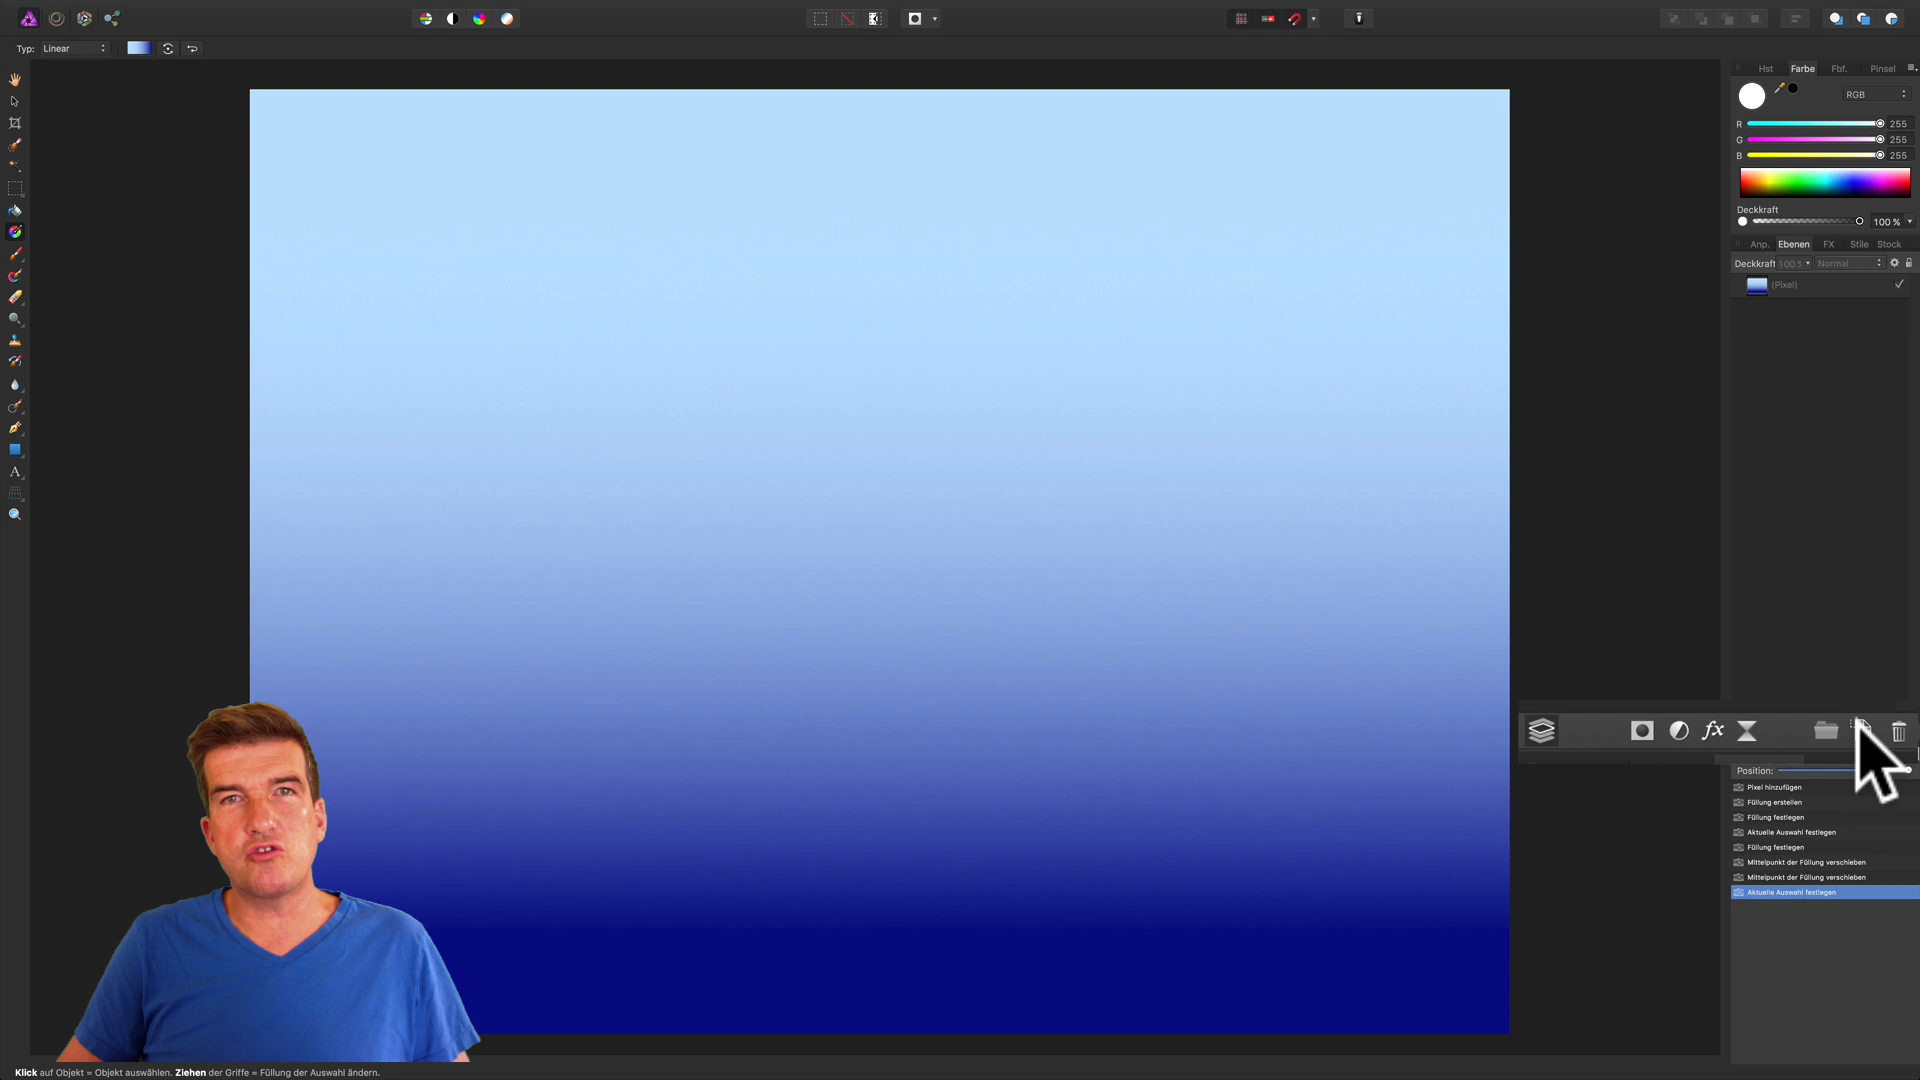 Typ: Linear
Hst Farbe Fbf. Pinsel
RGB
R 255
G 255
B 255
Deckkraft
100 %
Anp. Ebenen FX Stile Stock
Deckkraft 100 % Normal
(Pixel)
fx
Position:
Pixel hinzufügen
Füllung erstellen
Füllung festlegen
Aktuelle Auswahl festlegen
Füllung festlegen
Mittelpunkt der Füllung verschieben
Mittelpunkt der Füllung verschieben
Aktuelle Auswahl festlegen
A
Klick auf Objekt = Objekt auswählen. Ziehen der Griffe = Füllung der Auswahl ändern.